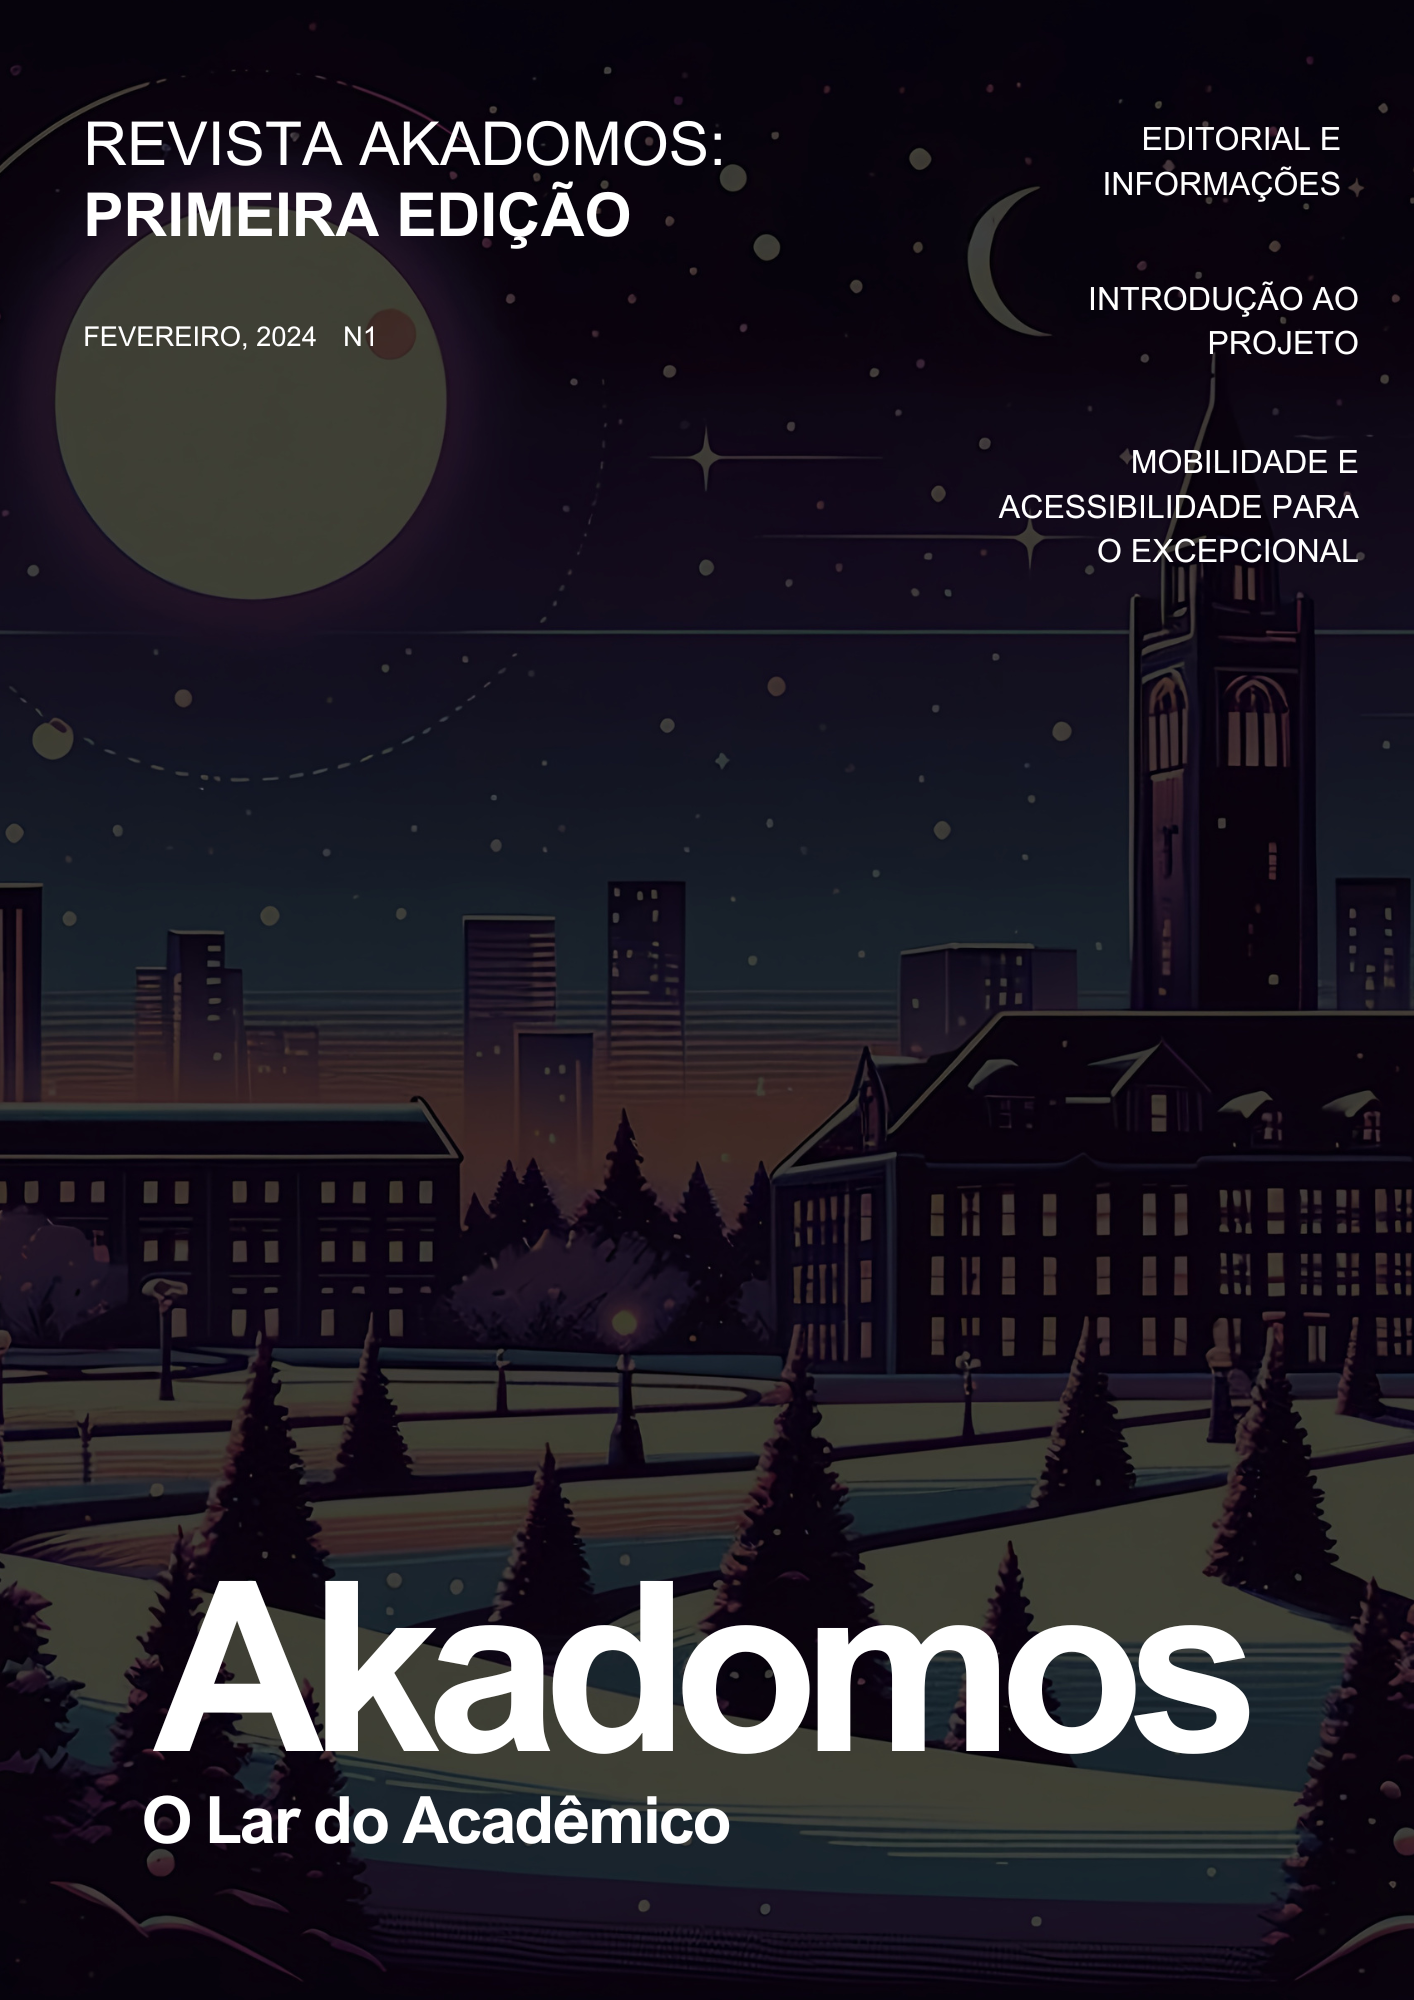 REVISTA AKADOMOS:
PRIMEIRA EDIÇÃO
FEVEREIRO, 2024 N1
EDITORIAL E
INFORMAÇÕES
INTRODUÇÃO AO
PROJETO
MOBILIDADE E
ACESSIBILIDADE PARA
O EXCEPCIONAL
Akadomos
O Lar do Acadêmico